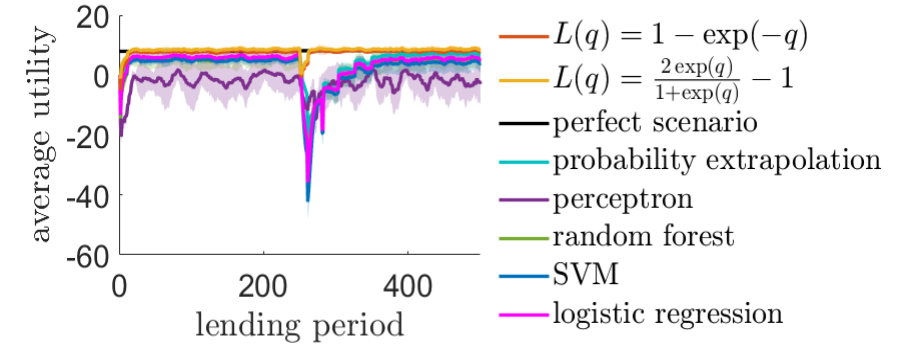 20
0
-20
-40
-60
average utility
0 200 400
lending period
L(q) = 1 − exp(−q)
L(q) = \frac{2 exp(q)}{1+exp(q)} − 1
perfect scenario
probability extrapolation
perceptron
random forest
SVM
logistic regression